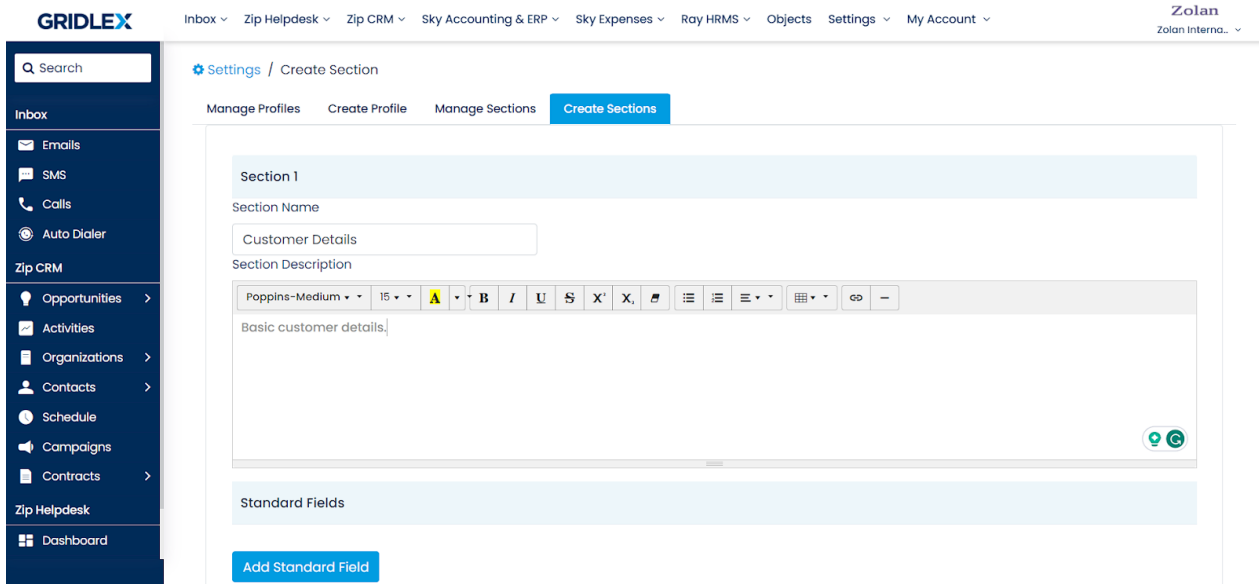 GRIDLEX
Inbox Zip Helpdesk Zip CRM Sky Accounting & ERP Sky Expenses Ray HRMS Objects Settings My Account
Zolan
Zolan Interna..
Search
Inbox
Emails
SMS
Calls
Auto Dialer
Zip CRM
Opportunities
Activities
Organizations
Contacts
Schedule
Campaigns
Contracts
Zip Helpdesk
Dashboard
Settings / Create Section
Manage Profiles Create Profile Manage Sections Create Sections
Section 1
Section Name
Customer Details
Section Description
Poppins-Medium 15 A B I U S X² X,
Basic customer details.
Standard Fields
Add Standard Field